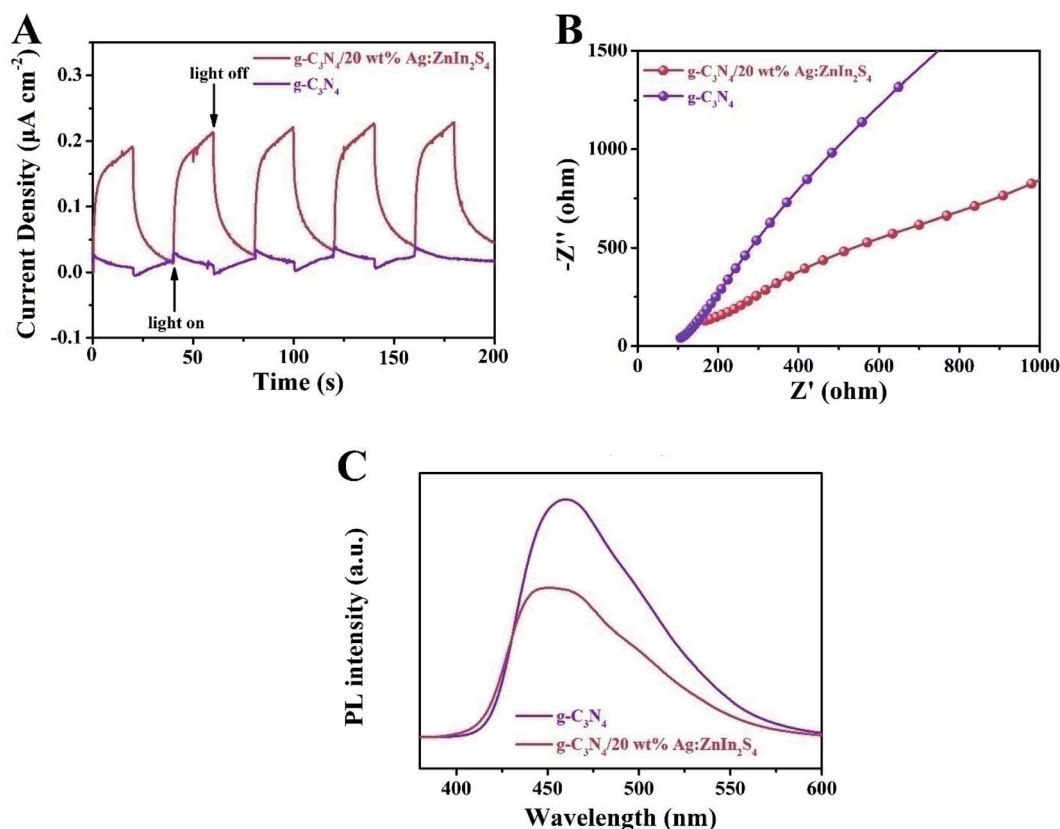 A
g-C₃N₄/20 wt% Ag:ZnIn₂S₄
g-C₃N₄
light off
light on
0.3
0.2
0.1
0.0
-0.1
0
50
100
150
200
Current Density (μA cm⁻²)
Time (s)
B
g-C₃N₄/20 wt% Ag:ZnIn₂S₄
g-C₃N₄
1500
1000
500
0
0
200
400
600
800
1000
-Z'' (ohm)
Z' (ohm)
C
g-C₃N₄
g-C₃N₄/20 wt% Ag:ZnIn₂S₄
400
450
500
550
600
PL intensity (a.u.)
Wavelength (nm)